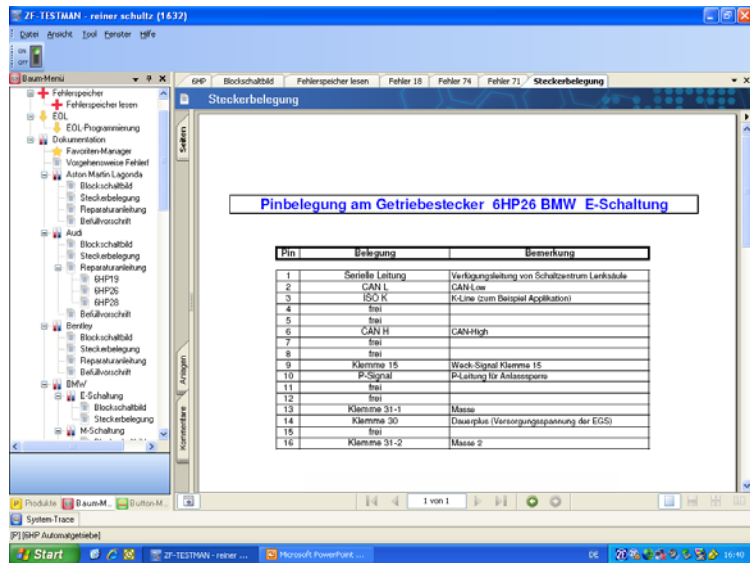 ZF-TESTMAN - reiner schultz (1632)
Datei Ansicht Tool Fenster Hilfe
ON
OFF
Baum-Menü
6HP Blockschaltbild Fehlerspeicher lesen Fehler 18 Fehler 74 Fehler 71 Steckerbelegung
Steckerbelegung
Fehlerspeicher
Fehlerspeicher lesen
EOL
EOL-Programmierung
Dokumentation
Favoriten-Manager
Vorgehensweise Fehlerf
Aston Martin Lagonda
Blockschaltbild
Steckerbelegung
Reparaturanleitung
Befüllvorschrift
Audi
Blockschaltbild
Steckerbelegung
Reparaturanleitung
6HP19
6HP26
6HP28
Befüllvorschrift
Bentley
Blockschaltbild
Steckerbelegung
Reparaturanleitung
Befüllvorschrift
BMW
E-Schaltung
Blockschaltbild
Steckerbelegung
M-Schaltung
Seiten
Anlagen
Kommentare
Pinbelegung am Getriebestecker 6HP26 BMW E-Schaltung
Pin Belegung Bemerkung
1 Serielle Leitung Verfügungsleitung von Schaltzentrum Lenksäule
2 CAN L CAN-Low
3 ISO K K-Line (zum Beispiel Applikation)
4 frei
5 frei
6 CAN H CAN-High
7 frei
8 frei
9 Klemme 15 Weck-Signal Klemme 15
10 P-Signal P-Leitung für Anlasssperre
11 frei
12 frei
13 Klemme 31-1 Masse
14 Klemme 30 Dauerplus (Versorgungsspannung der EGS)
15 frei
16 Klemme 31-2 Masse 2
1 von 1
Produkte Baum-M... Button-M...
System-Trace
[P] [6HP Automatgetriebe]
Start ZF-TESTMAN - reiner ... Microsoft PowerPoint ... DE 16:40